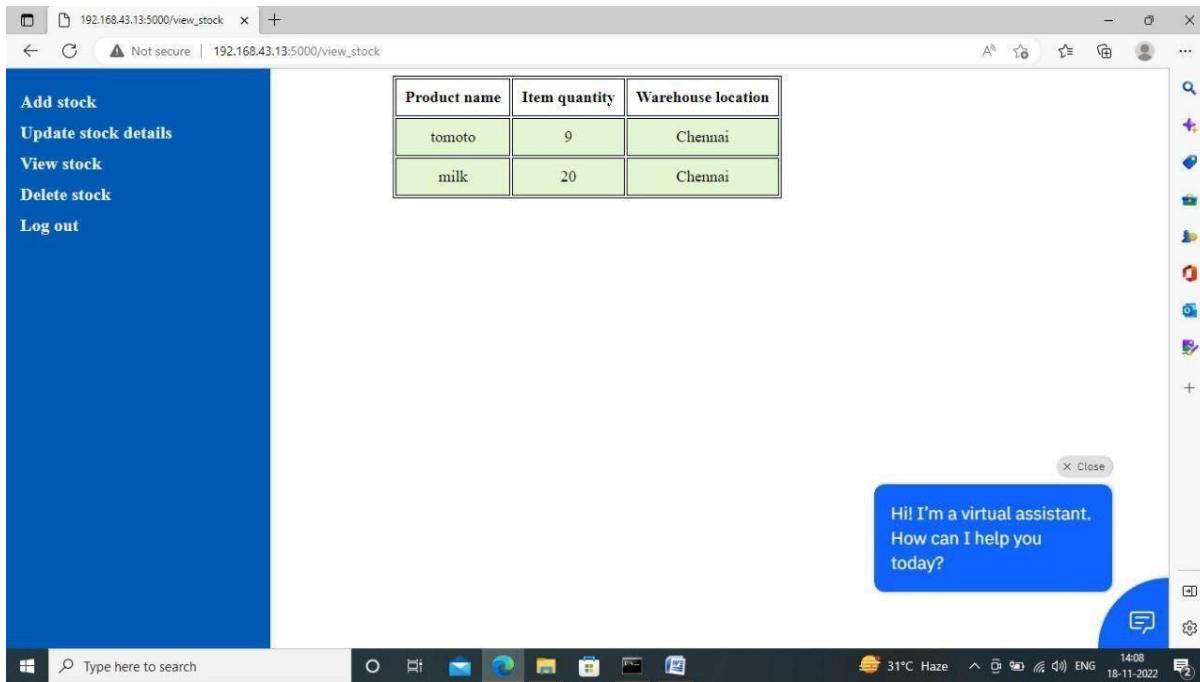 192.168.43.13:5000/view_stock
Not secure | 192.168.43.13:5000/view_stock
Add stock
Update stock details
View stock
Delete stock
Log out
Product name Item quantity Warehouse location
tomoto 9 Chennai
milk 20 Chennai
Close
Hi! I'm a virtual assistant.
How can I help you
today?
Type here to search
31°C Haze
ENG
14:08
18-11-2022
2